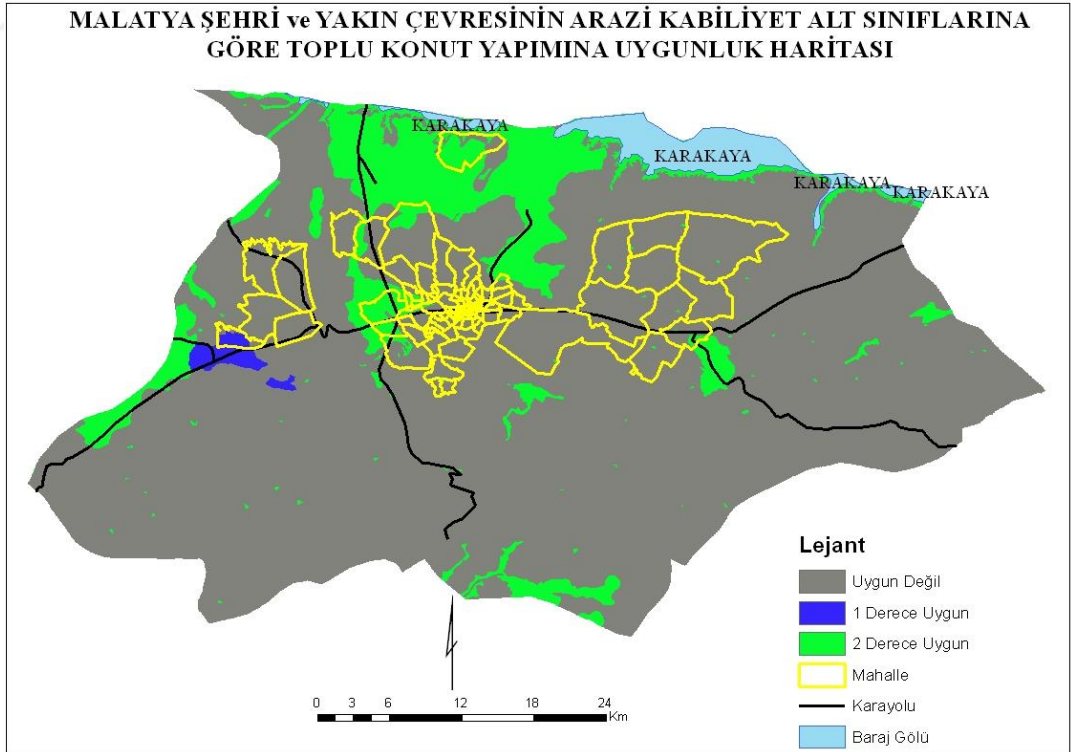 MALATYA ŞEHRİ ve YAKIN ÇEVRESİNİN ARAZİ KABİLİYET ALT SINIFLARINA
GÖRE TOPLU KONUT YAPIMINA UYGUNLUK HARİTASI
KARAKAYA
KARAKAYA
KARAKAYA
KARAKAYA
Lejant
Uygun Değil
1 Derece Uygun
2 Derece Uygun
Mahalle
Karayolu
Baraj Gölü
0 3 6 12 18 24
Km